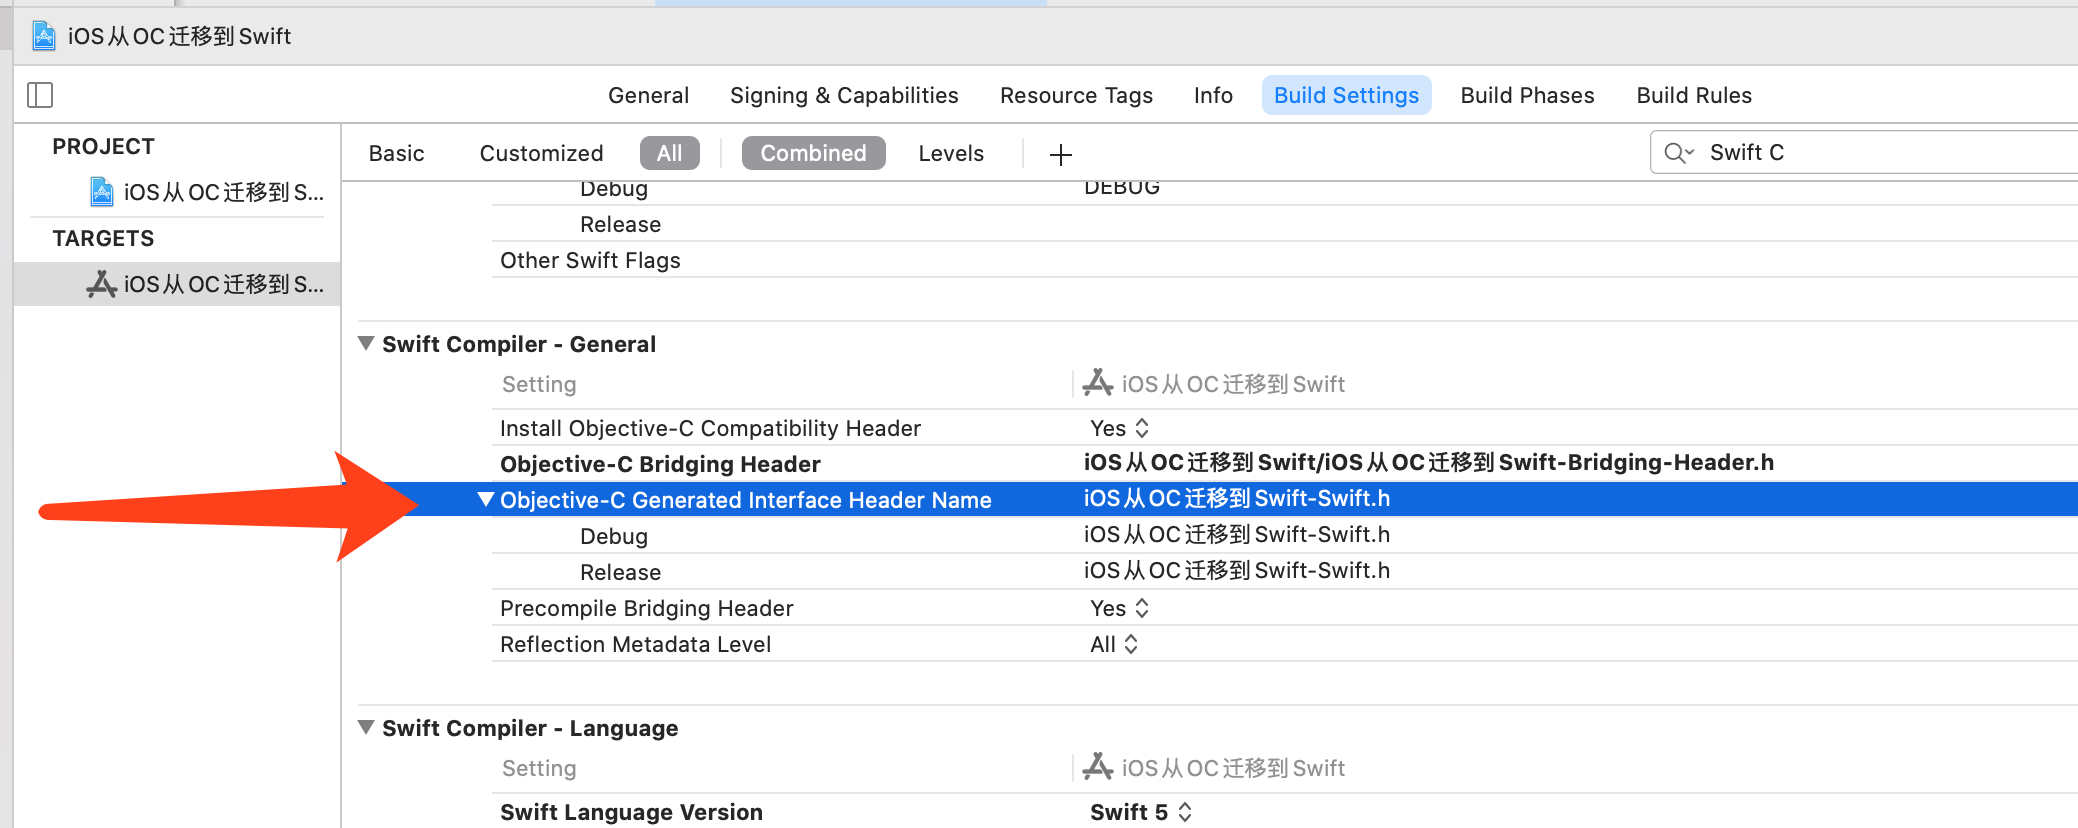 iOS从OC迁移到Swift
General Signing & Capabilities Resource Tags Info Build Settings Build Phases Build Rules
PROJECT
iOS从OC迁移到S...
TARGETS
iOS从OC迁移到S...
Basic Customized All Combined Levels Swift C
Debug DEBUG
Release
Other Swift Flags
Swift Compiler - General
Setting iOS从OC迁移到Swift
Install Objective-C Compatibility Header Yes
Objective-C Bridging Header iOS从OC迁移到Swift/iOS从OC迁移到Swift-Bridging-Header.h
Objective-C Generated Interface Header Name iOS从OC迁移到Swift-Swift.h
Debug iOS从OC迁移到Swift-Swift.h
Release iOS从OC迁移到Swift-Swift.h
Precompile Bridging Header Yes
Reflection Metadata Level All
Swift Compiler - Language
Setting iOS从OC迁移到Swift
Swift Language Version Swift 5